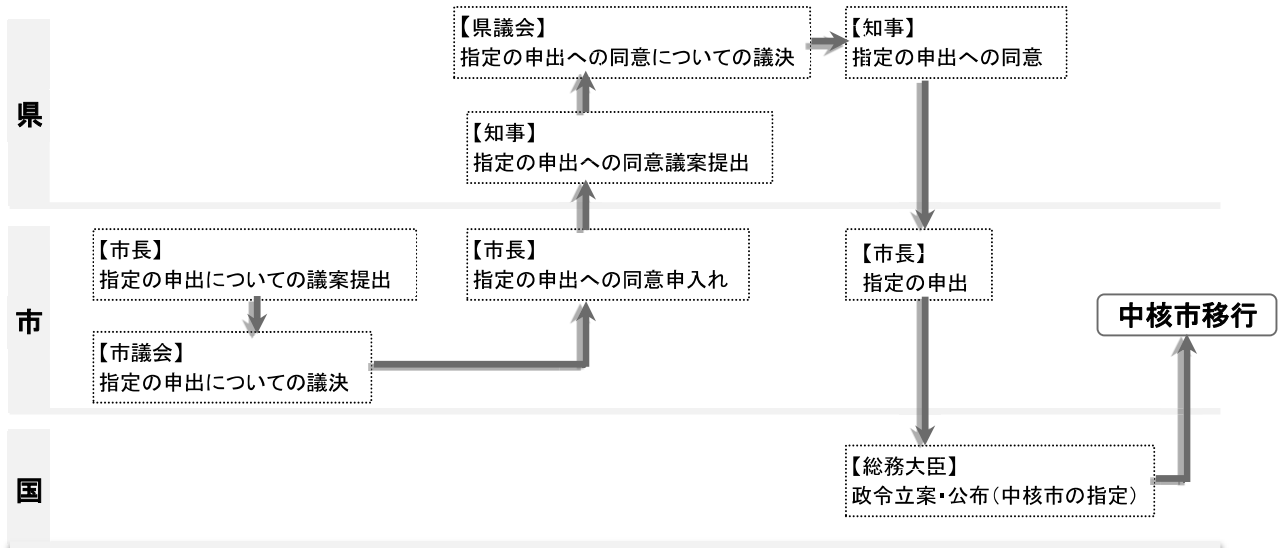 県
【県議会】
指定の申出への同意についての議決
【知事】
指定の申出への同意
【知事】
指定の申出への同意議案提出
市
【市長】
指定の申出についての議案提出
【市議会】
指定の申出についての議決
【市長】
指定の申出への同意申入れ
【市長】
指定の申出
中核市移行
国
【総務大臣】
政令立案・公布(中核市の指定)